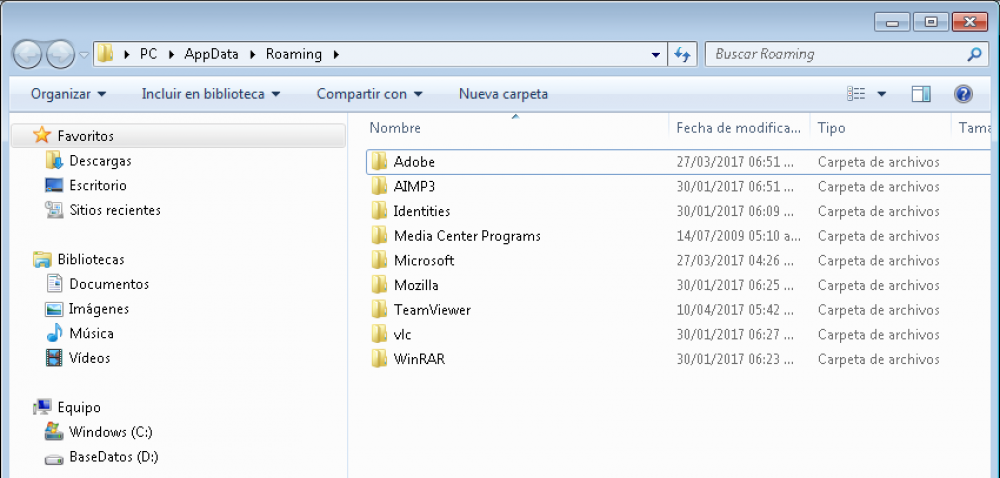 PC AppData Roaming Buscar Roaming
Organizar Incluir en biblioteca Compartir con Nueva carpeta
Favoritos
Descargas
Escritorio
Sitios recientes
Bibliotecas
Documentos
Imágenes
Música
Vídeos
Equipo
Windows (C:)
BaseDatos (D:)
Nombre Fecha de modifica... Tipo Tama
Adobe 27/03/2017 06:51 ... Carpeta de archivos
AIMP3 30/01/2017 06:51 ... Carpeta de archivos
Identities 30/01/2017 06:09 ... Carpeta de archivos
Media Center Programs 14/07/2009 05:10 a... Carpeta de archivos
Microsoft 27/03/2017 04:26 ... Carpeta de archivos
Mozilla 30/01/2017 06:25 ... Carpeta de archivos
TeamViewer 10/04/2017 05:42 ... Carpeta de archivos
vlc 30/01/2017 06:27 ... Carpeta de archivos
WinRAR 30/01/2017 06:23 ... Carpeta de archivos